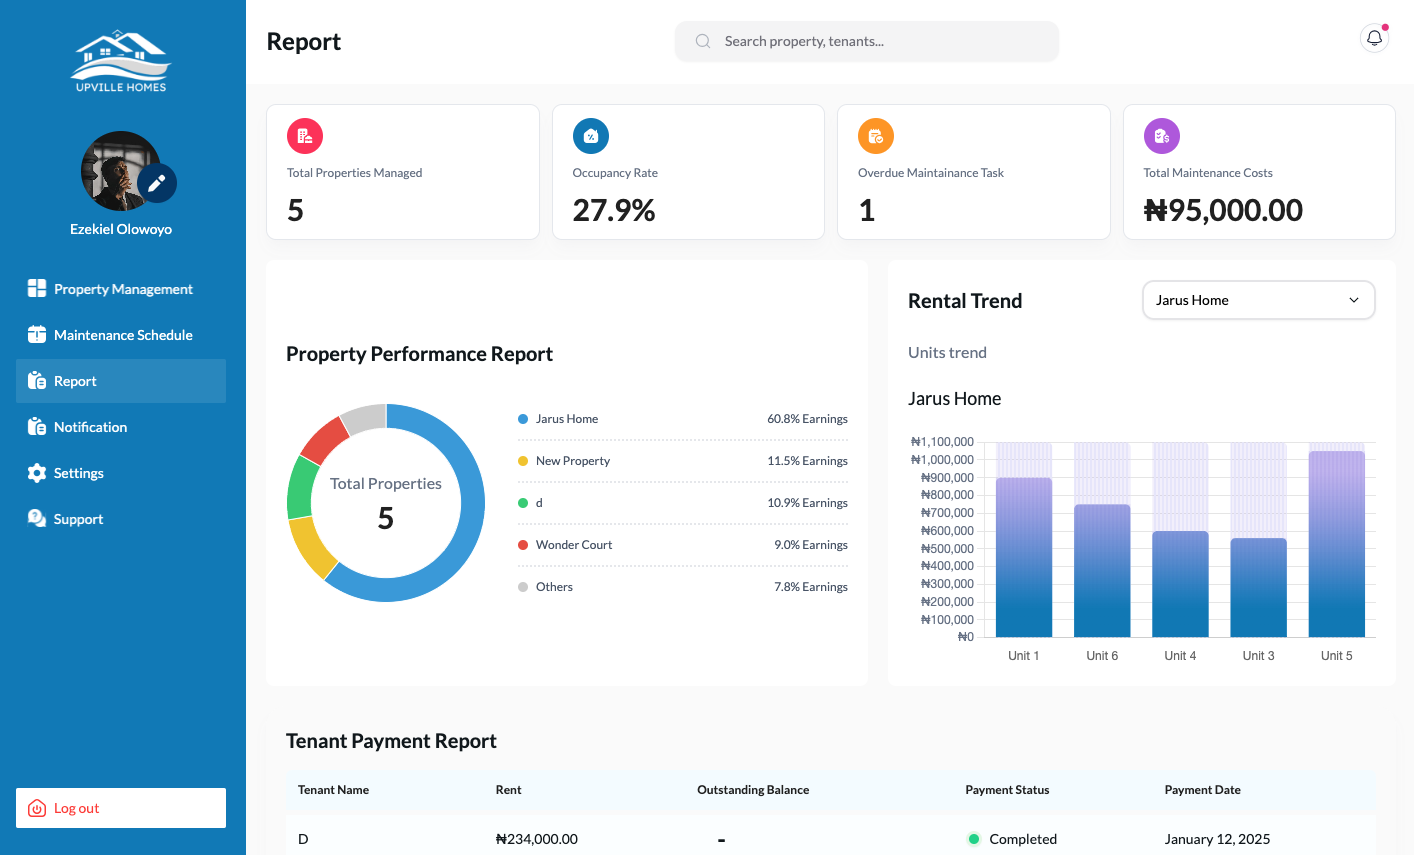 UPVILLE HOMES
Ezekiel Olowoyo
Property Management
Maintenance Schedule
Report
Notification
Settings
Support
Log out
Report
Search property, tenants...
Total Properties Managed
5
Occupancy Rate
27.9%
Overdue Maintainance Task
1
Total Maintenance Costs
₦95,000.00
Property Performance Report
Total Properties
5
Jarus Home 60.8% Earnings
New Property 11.5% Earnings
d 10.9% Earnings
Wonder Court 9.0% Earnings
Others 7.8% Earnings
Rental Trend
Jarus Home
Units trend
Jarus Home
₦1,100,000
₦1,000,000
₦900,000
₦800,000
₦700,000
₦600,000
₦500,000
₦400,000
₦300,000
₦200,000
₦100,000
₦0
Unit 1 Unit 6 Unit 4 Unit 3 Unit 5
Tenant Payment Report
Tenant Name Rent Outstanding Balance Payment Status Payment Date
D ₦234,000.00 - Completed January 12, 2025